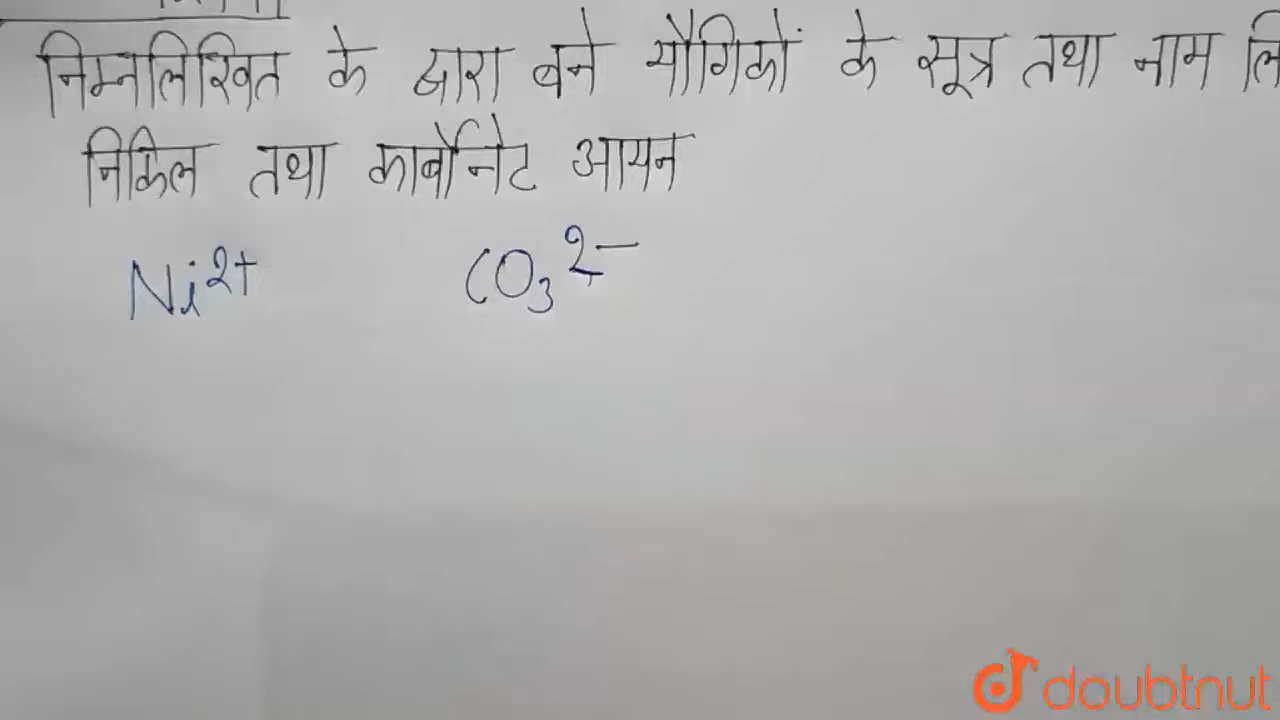 निम्नलिखित के द्वारा बने यौगिकों के सूत्र तथा नाम लि
निकिल तथा कार्बोनेट आयन
Ni²⁺ CO₃²⁻
doubtnut